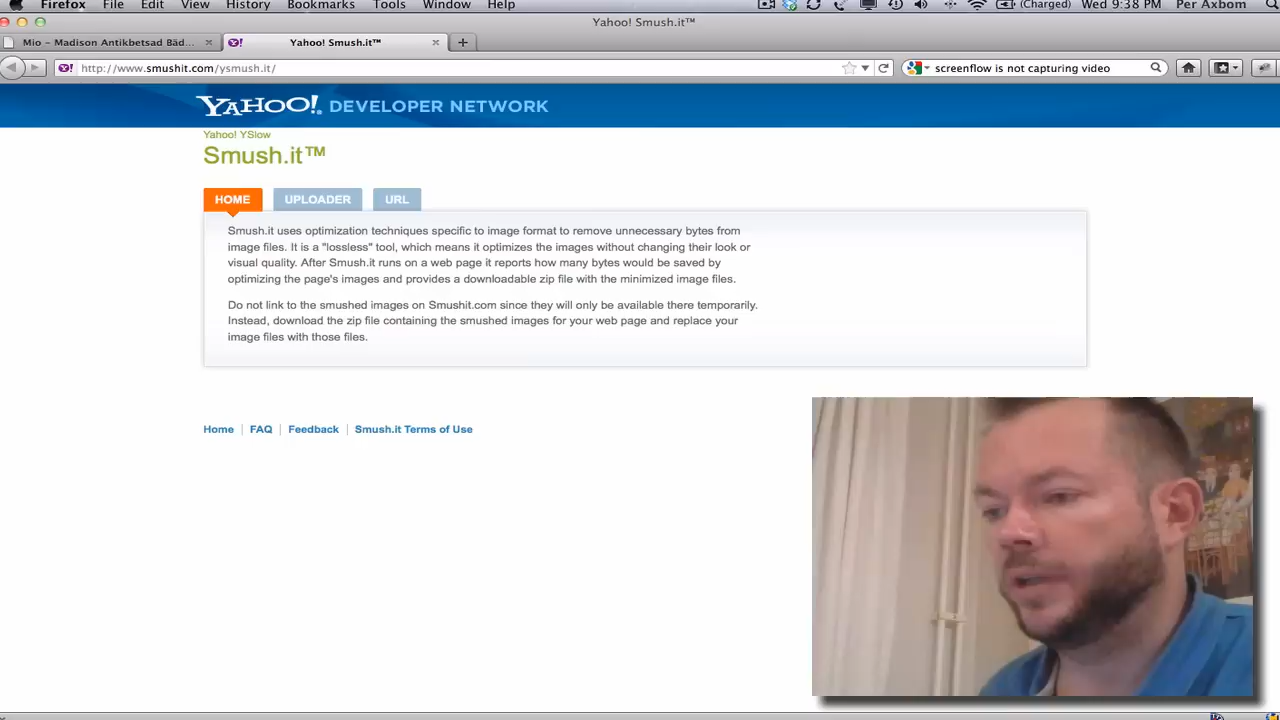 Firefox File Edit View History Bookmarks Tools Window Help (Charged) Wed 9:38 PM Per Axbom
Yahoo! Smush.it™
Mio – Madison Antikbetsad Bäd... Yahoo! Smush.it™
http://www.smushit.com/ysmush.it/ screenflow is not capturing video
YAHOO! DEVELOPER NETWORK
Yahoo! YSlow
Smush.it™
HOME UPLOADER URL
Smush.it uses optimization techniques specific to image format to remove unnecessary bytes from
image files. It is a "lossless" tool, which means it optimizes the images without changing their look or
visual quality. After Smush.it runs on a web page it reports how many bytes would be saved by
optimizing the page's images and provides a downloadable zip file with the minimized image files.
Do not link to the smushed images on Smushit.com since they will only be available there temporarily.
Instead, download the zip file containing the smushed images for your web page and replace your
image files with those files.
Home FAQ Feedback Smush.it Terms of Use